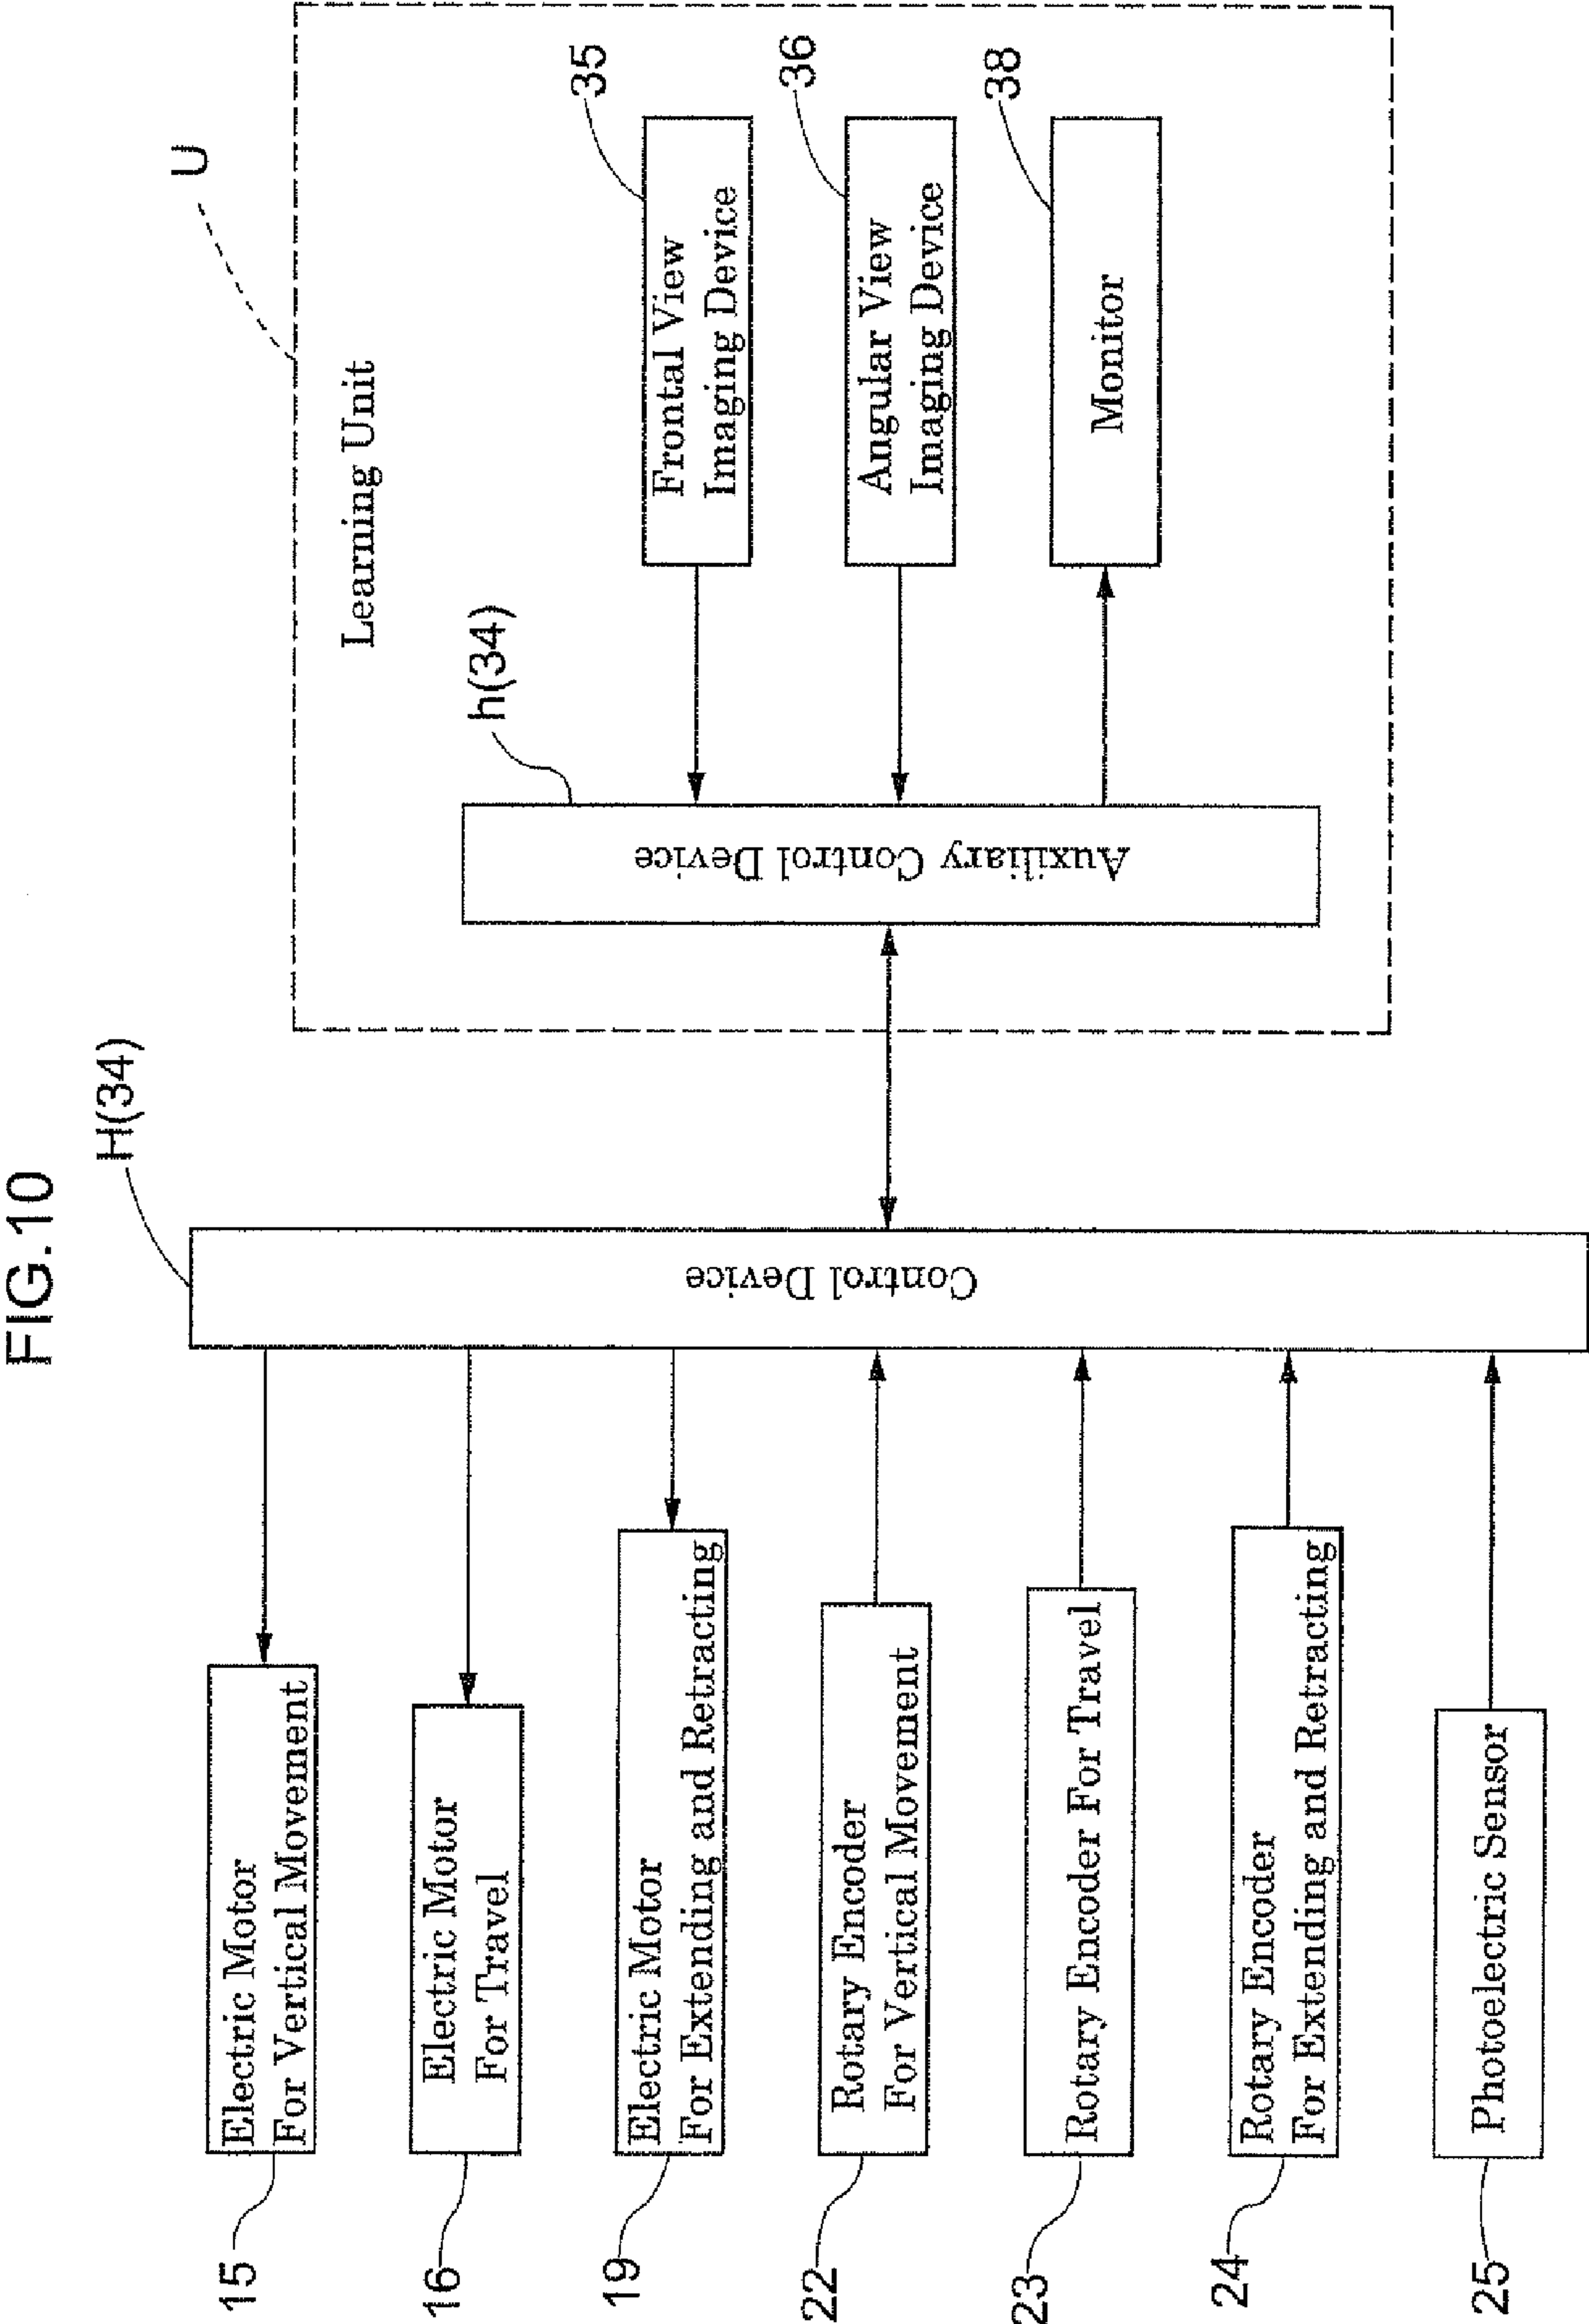 FIG.10
H(34)
U
Learning Unit
h(34)
15
Electric Motor
For Vertical Movement
16
Electric Motor
For Travel
19
Electric Motor
For Extending and Retracting
22
Rotary Encoder
For Vertical Movement
23
Rotary Encoder For Travel
24
Rotary Encoder
For Extending and Retracting
25
Photoelectric Sensor
Control Device
Auxiliary Control Device
Frontal View
Imaging Device
35
Angular View
Imaging Device
36
Monitor
38